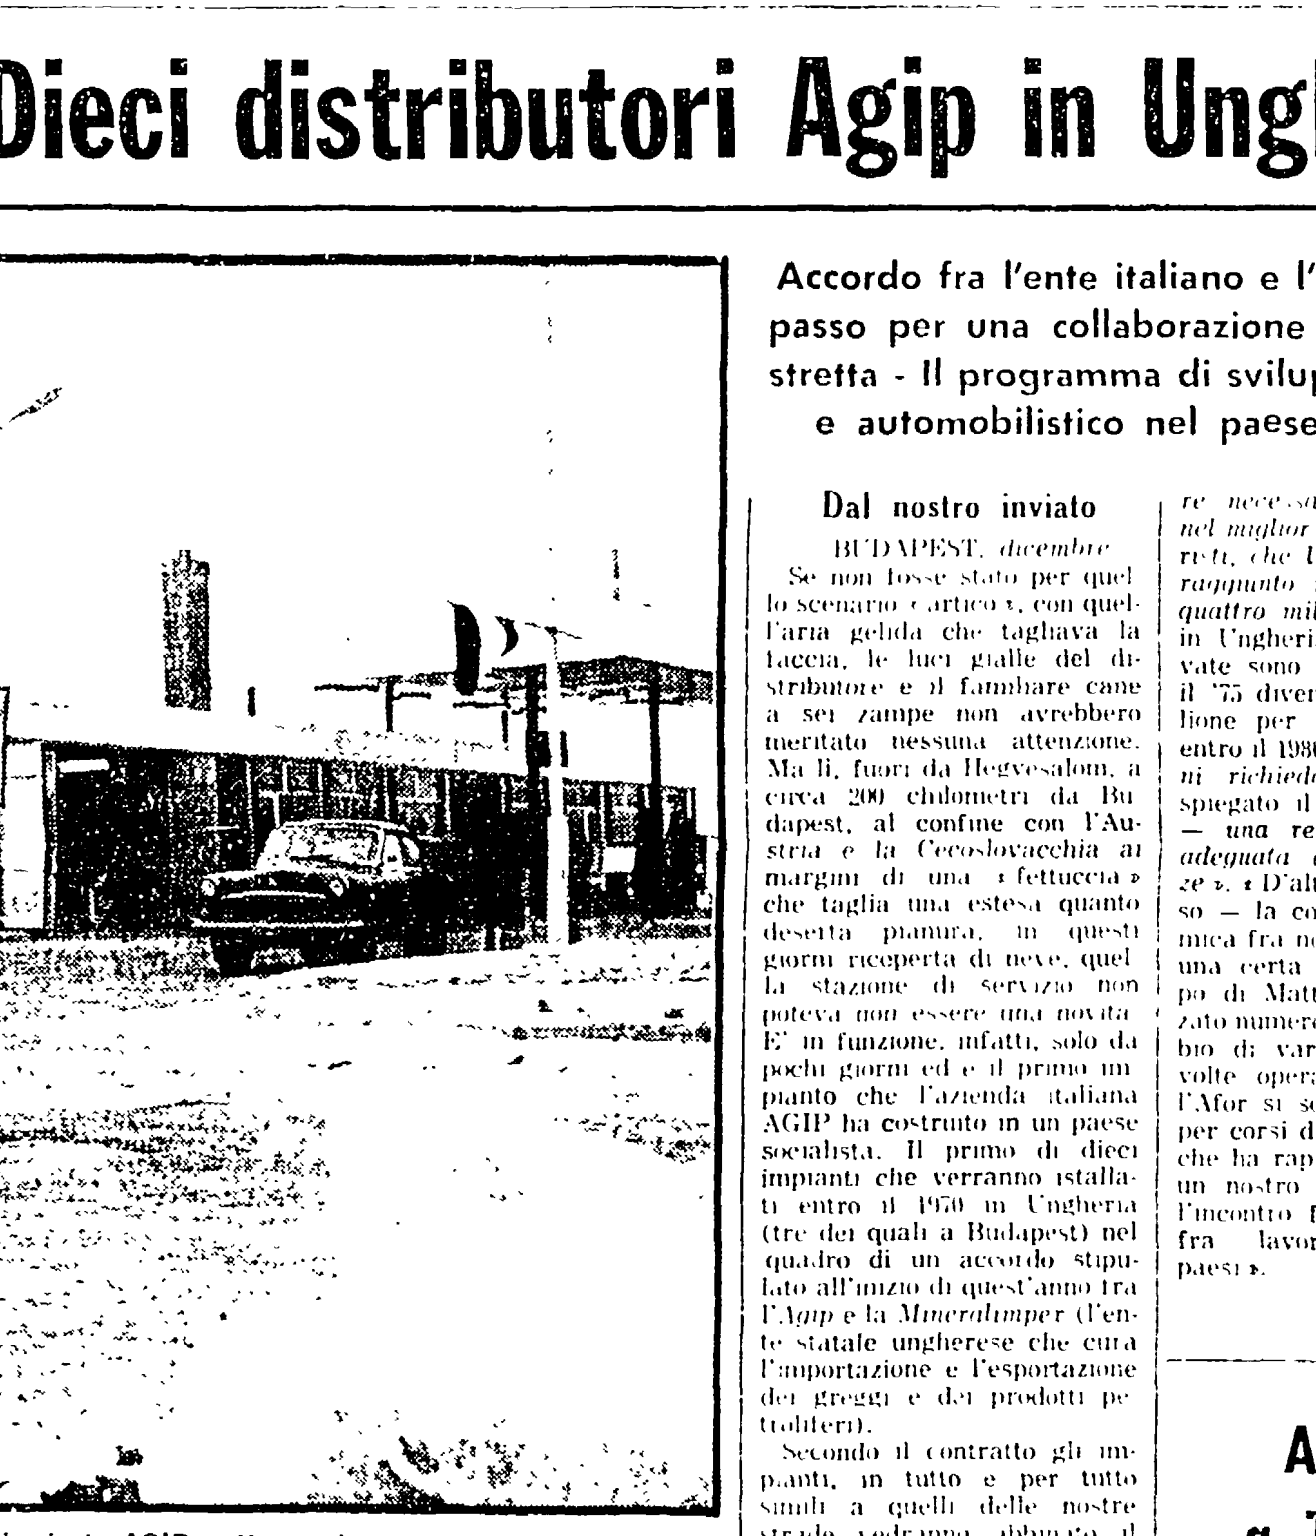 Dieci distributori Agip in Ung
Accordo fra l'ente italiano e l'
passo per una collaborazione
stretta - Il programma di svilup
e automobilistico nel paese
Dal nostro inviato
BUDAPEST, dicembre
Se non fosse stato per quel
lo scenario « artico », con quel-
l'aria gelida che tagliava la
faccia, le luci gialle del di-
stributore e il familiare cane
a sei zampe non avrebbero
meritato nessuna attenzione.
Ma lì, fuori da Hegyesalom, a
circa 200 chilometri da Bu
dapest, al confine con l'Au-
stria e la Cecoslovacchia ai
margini di una « fettuccia »
che taglia una estesa quanto
deserta pianura, in questi
giorni ricoperta di neve, quel
la stazione di servizio non
poteva non essere una novità
E' in funzione, infatti, solo da
pochi giorni ed è il primo im
pianto che l'azienda italiana
AGIP ha costruito in un paese
socialista. Il primo di dieci
impianti che verranno istalla-
ti entro il 1970 in Ungheria
(tre dei quali a Budapest) nel
quadro di un accordo stipu-
lato all'inizio di quest'anno fra
l'Agip e la Mineralimpex (l'en-
te statale ungherese che cura
l'importazione e l'esportazione
dei greggi e dei prodotti pe
troliferi).
Secondo il contratto gli im-
pianti, in tutto e per tutto
simili a quelli delle nostre
strade vedranno abbinato il
re necessa
nel miglior
risti, che l
raggiunto
quattro mil
in Ungheri
vate sono
il '75 diven
lione per
entro il 1980
ni richiede
spiegato il
— una re
adeguata
ze ». « D'alt
so — la co
mica fra no
una certa
po di Matt
zato numero
bio di var
volte opera
l'Afor si so
per corsi d
che ha rap
un nostro
l'incontro f
fra lavor
paesi ».
A
AGIP